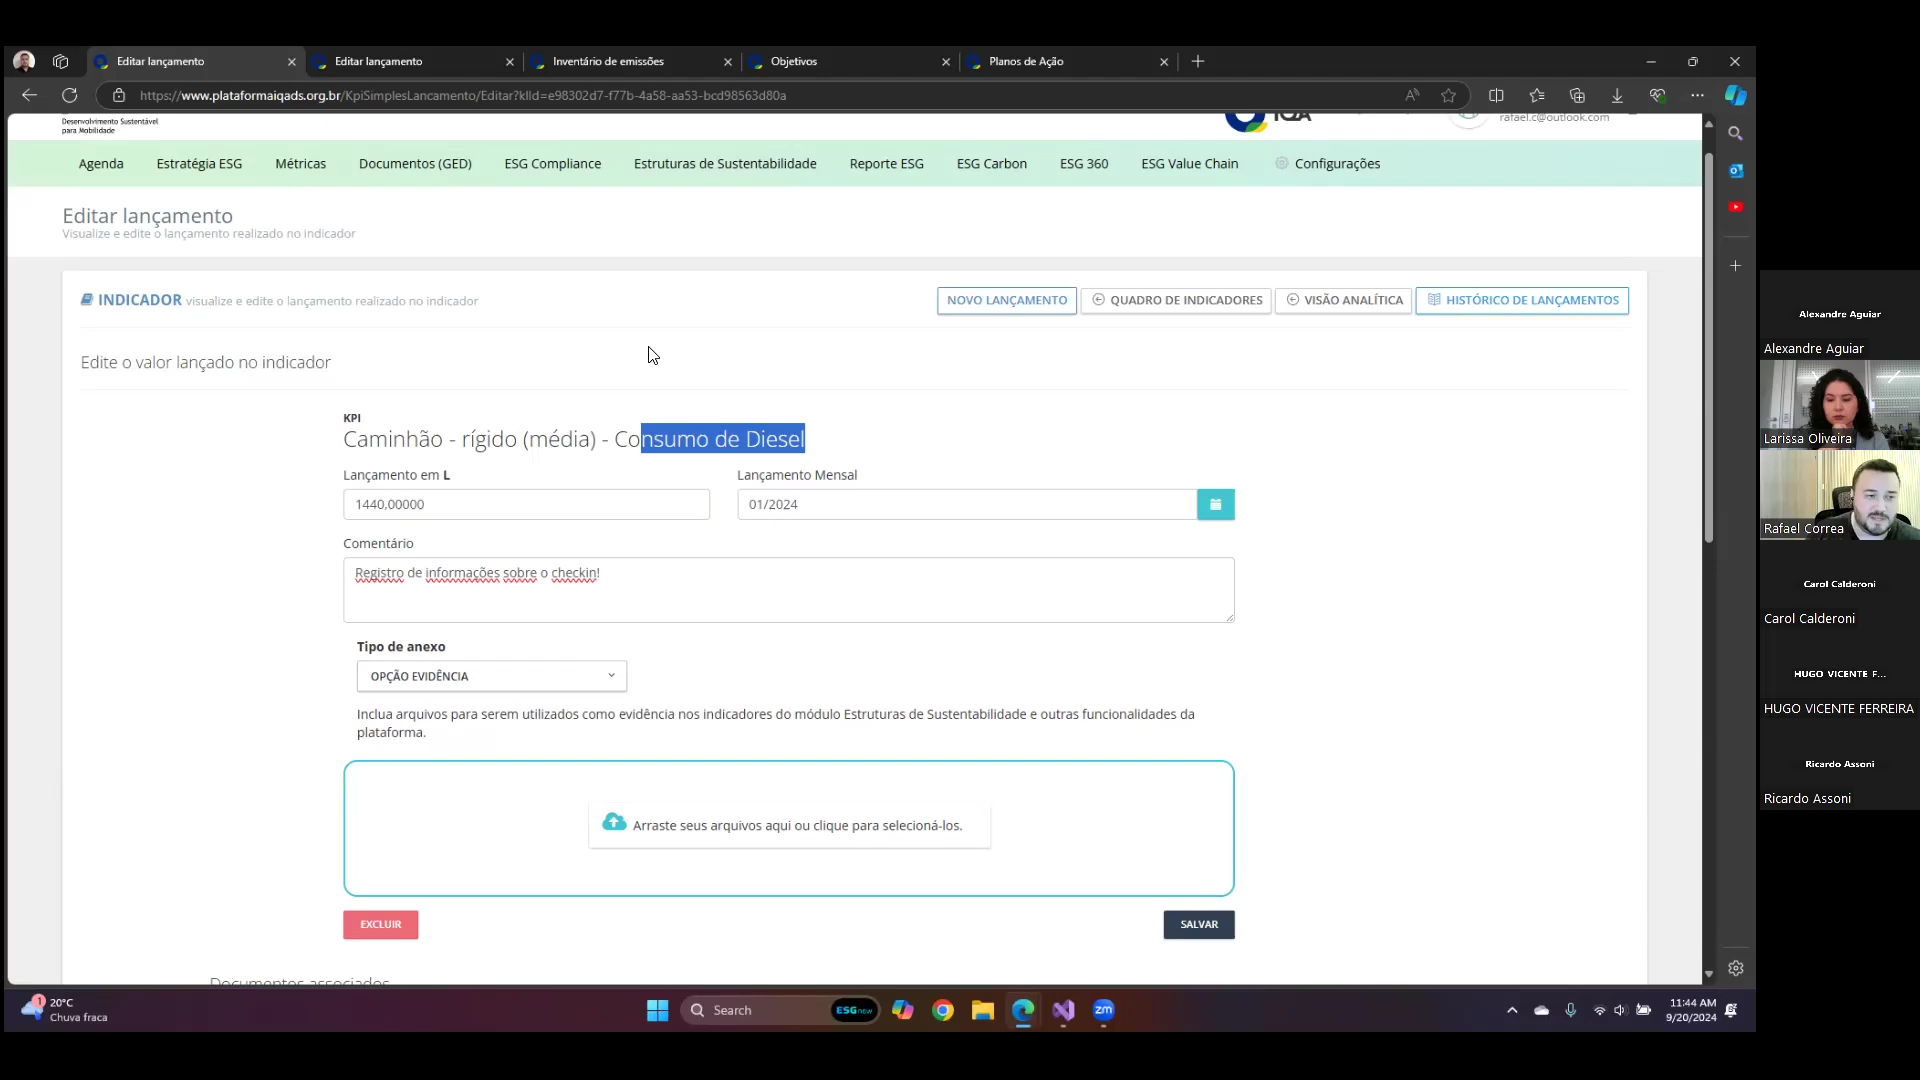 Editar lançamento
Editar lançamento
Inventário de emissões
Objetivos
Planos de Ação
https://www.plataformaiqads.org.br/KpiSimplesLancamento/Editar?klId=e98302d7-f77b-4a58-aa53-bcd98563d80a
Desenvolvimento Sustentável
para Mobilidade
IQA
rafael.c@outlook.com
Agenda
Estratégia ESG
Métricas
Documentos (GED)
ESG Compliance
Estruturas de Sustentabilidade
Reporte ESG
ESG Carbon
ESG 360
ESG Value Chain
Configurações
Editar lançamento
Visualize e edite o lançamento realizado no indicador
INDICADOR visualize e edite o lançamento realizado no indicador
NOVO LANÇAMENTO
QUADRO DE INDICADORES
VISÃO ANALÍTICA
HISTÓRICO DE LANÇAMENTOS
Edite o valor lançado no indicador
KPI
Caminhão - rígido (média) - Consumo de Diesel
Lançamento em L
Lançamento Mensal
1440,00000
01/2024
Comentário
Registro de informações sobre o checkin!
Tipo de anexo
OPÇÃO EVIDÊNCIA
Inclua arquivos para serem utilizados como evidência nos indicadores do módulo Estruturas de Sustentabilidade e outras funcionalidades da
plataforma.
Arraste seus arquivos aqui ou clique para selecioná-los.
EXCLUIR
SALVAR
Documentos associados
Alexandre Aguiar
Alexandre Aguiar
Larissa Oliveira
Rafael Correa
Carol Calderoni
Carol Calderoni
HUGO VICENTE F...
HUGO VICENTE FERREIRA
Ricardo Assoni
Ricardo Assoni
1
20°C
Chuva fraca
Search
ESGnow
zm
11:44 AM
9/20/2024